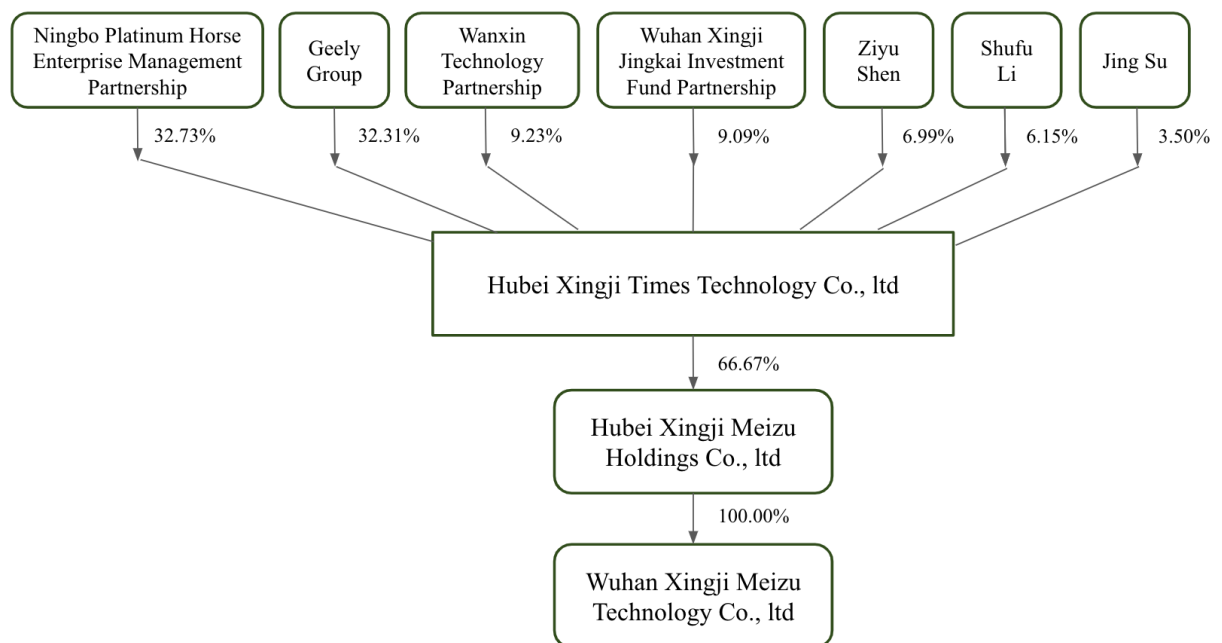 Ningbo Platinum Horse
Enterprise Management
Partnership
Geely
Group
Wanxin
Technology
Partnership
Wuhan Xingji
Jingkai Investment
Fund Partnership
Ziyu
Shen
Shufu
Li
Jing Su
32.73%
32.31%
9.23%
9.09%
6.99%
6.15%
3.50%
Hubei Xingji Times Technology Co., ltd
66.67%
Hubei Xingji Meizu
Holdings Co., ltd
100.00%
Wuhan Xingji Meizu
Technology Co., ltd